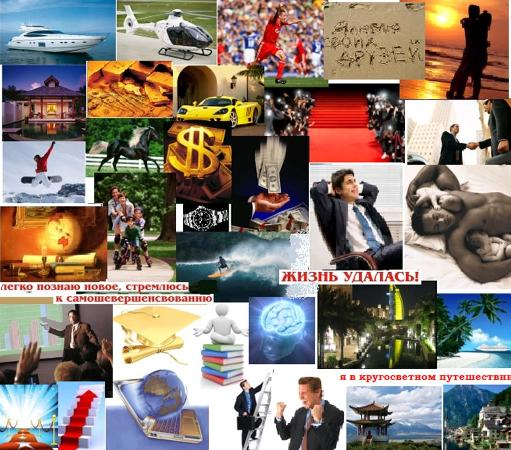 ДРУЗЕЙ
ЖИЗНЬ УДАЛАСЬ!
легко познаю новое, стремлюсь
к самошевершенсвованию
я в кругосветном путешестви